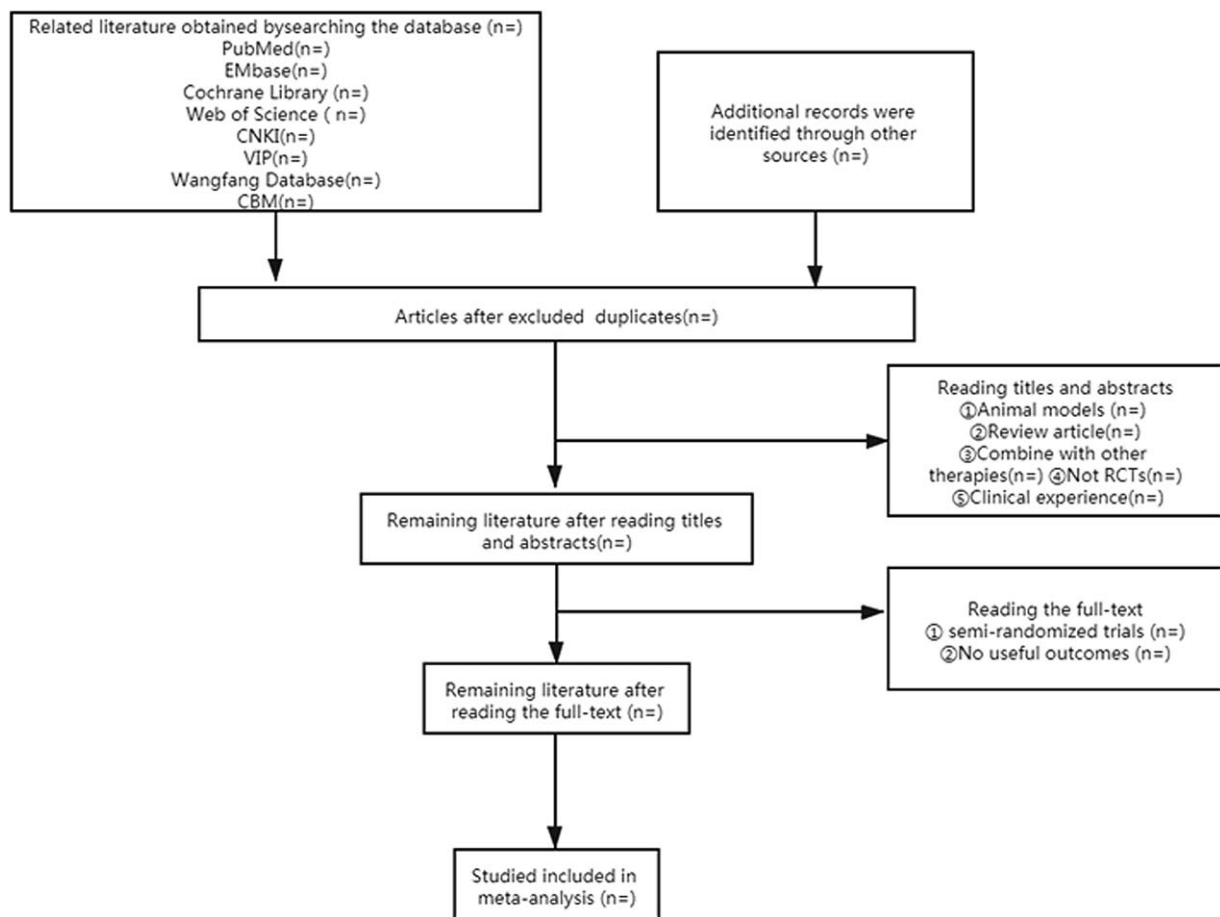 Related literature obtained bysearching the database (n=)
PubMed(n=)
EMbase(n=)
Cochrane Library (n=)
Web of Science ( n=)
CNKI(n=)
VIP(n=)
Wangfang Database(n=)
CBM(n=)
Additional records were
identified through other
sources (n=)
Articles after excluded  duplicates(n=)
Reading titles and abstracts
①Animal models (n=)
②Review article(n=)
③Combine with other
therapies(n=) ④Not RCTs(n=)
⑤Clinical experience(n=)
Remaining literature after reading titles
and abstracts(n=)
Reading the full-text
① semi-randomized trials (n=)
②No useful outcomes (n=)
Remaining literature after
reading the full-text (n=)
Studied included in
meta-analysis (n=)